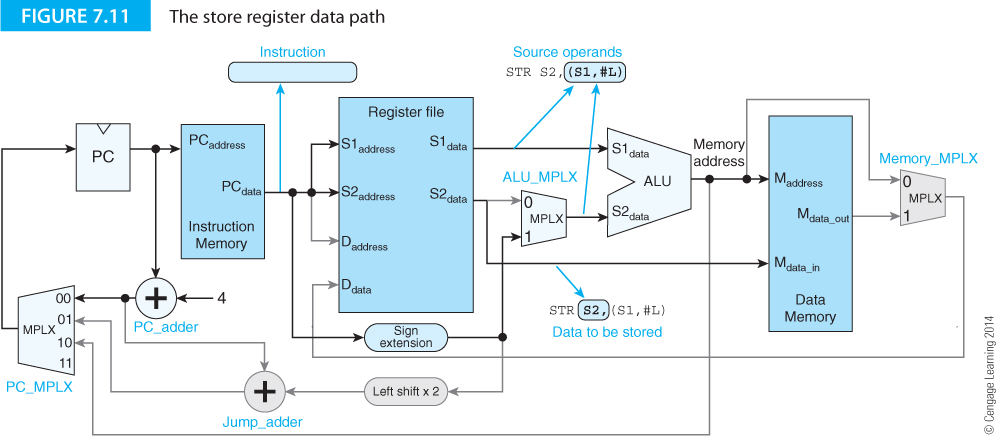 FIGURE 7.11 The store register data path
Instruction
Source operands
STR S2,(S1,#L)
PC
PCaddress
PCdata
Instruction
Memory
Register file
S1address
S2address
Daddress
Ddata
S1data
S2data
ALU_MPLX
0
MPLX
1
S1data
ALU
S2data
Memory
address
Maddress
Mdata_out
Mdata_in
Data
Memory
Memory_MPLX
0
MPLX
1
+
4
PC_adder
00
01
MPLX
10
11
PC_MPLX
Sign
extension
STR S2,(S1,#L)
Data to be stored
+
Jump_adder
Left shift x 2
© Cengage Learning 2014